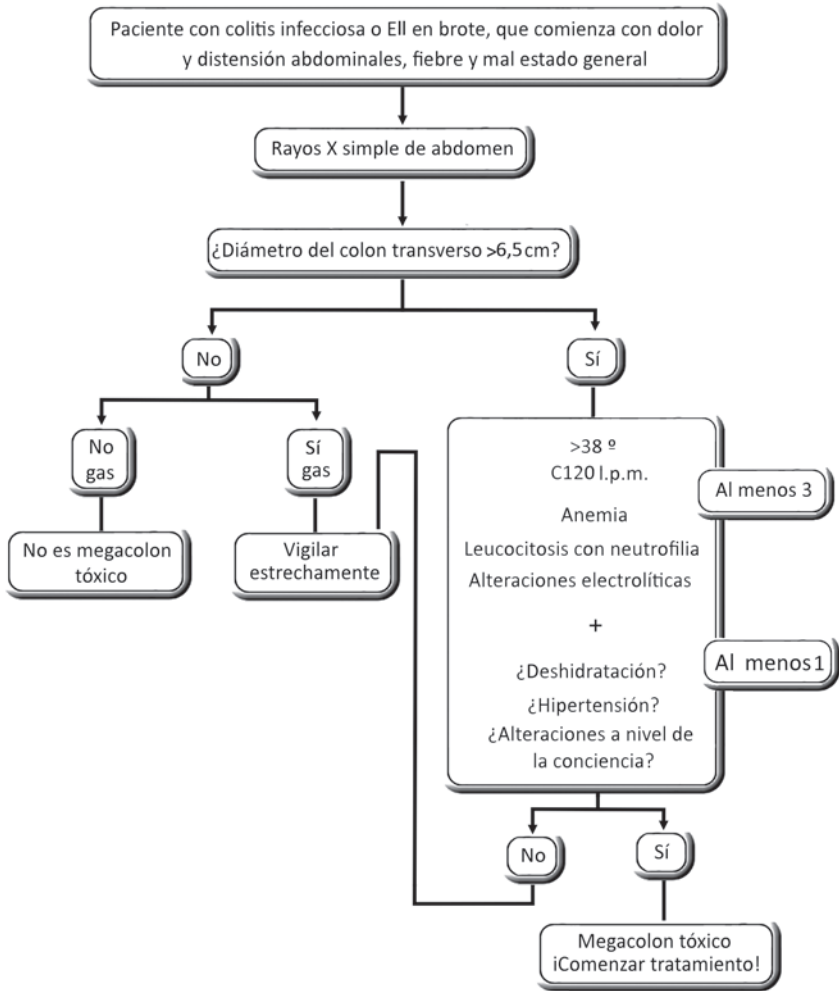 Paciente con colitis infecciosa o EII en brote, que comienza con dolor
y distensión abdominales, fiebre y mal estado general
Rayos X simple de abdomen
¿Diámetro del colon transverso >6,5 cm?
No
Sí
No
gas
Sí
gas
No es megacolon
tóxico
Vigilar
estrechamente
>38 º
C120 l.p.m.
Anemia
Leucocitosis con neutrofilia
Alteraciones electrolíticas
Al menos 3
+
¿Deshidratación?
¿Hipertensión?
¿Alteraciones a nivel de
la conciencia?
Al menos 1
No
Sí
Megacolon tóxico
¡Comenzar tratamiento!